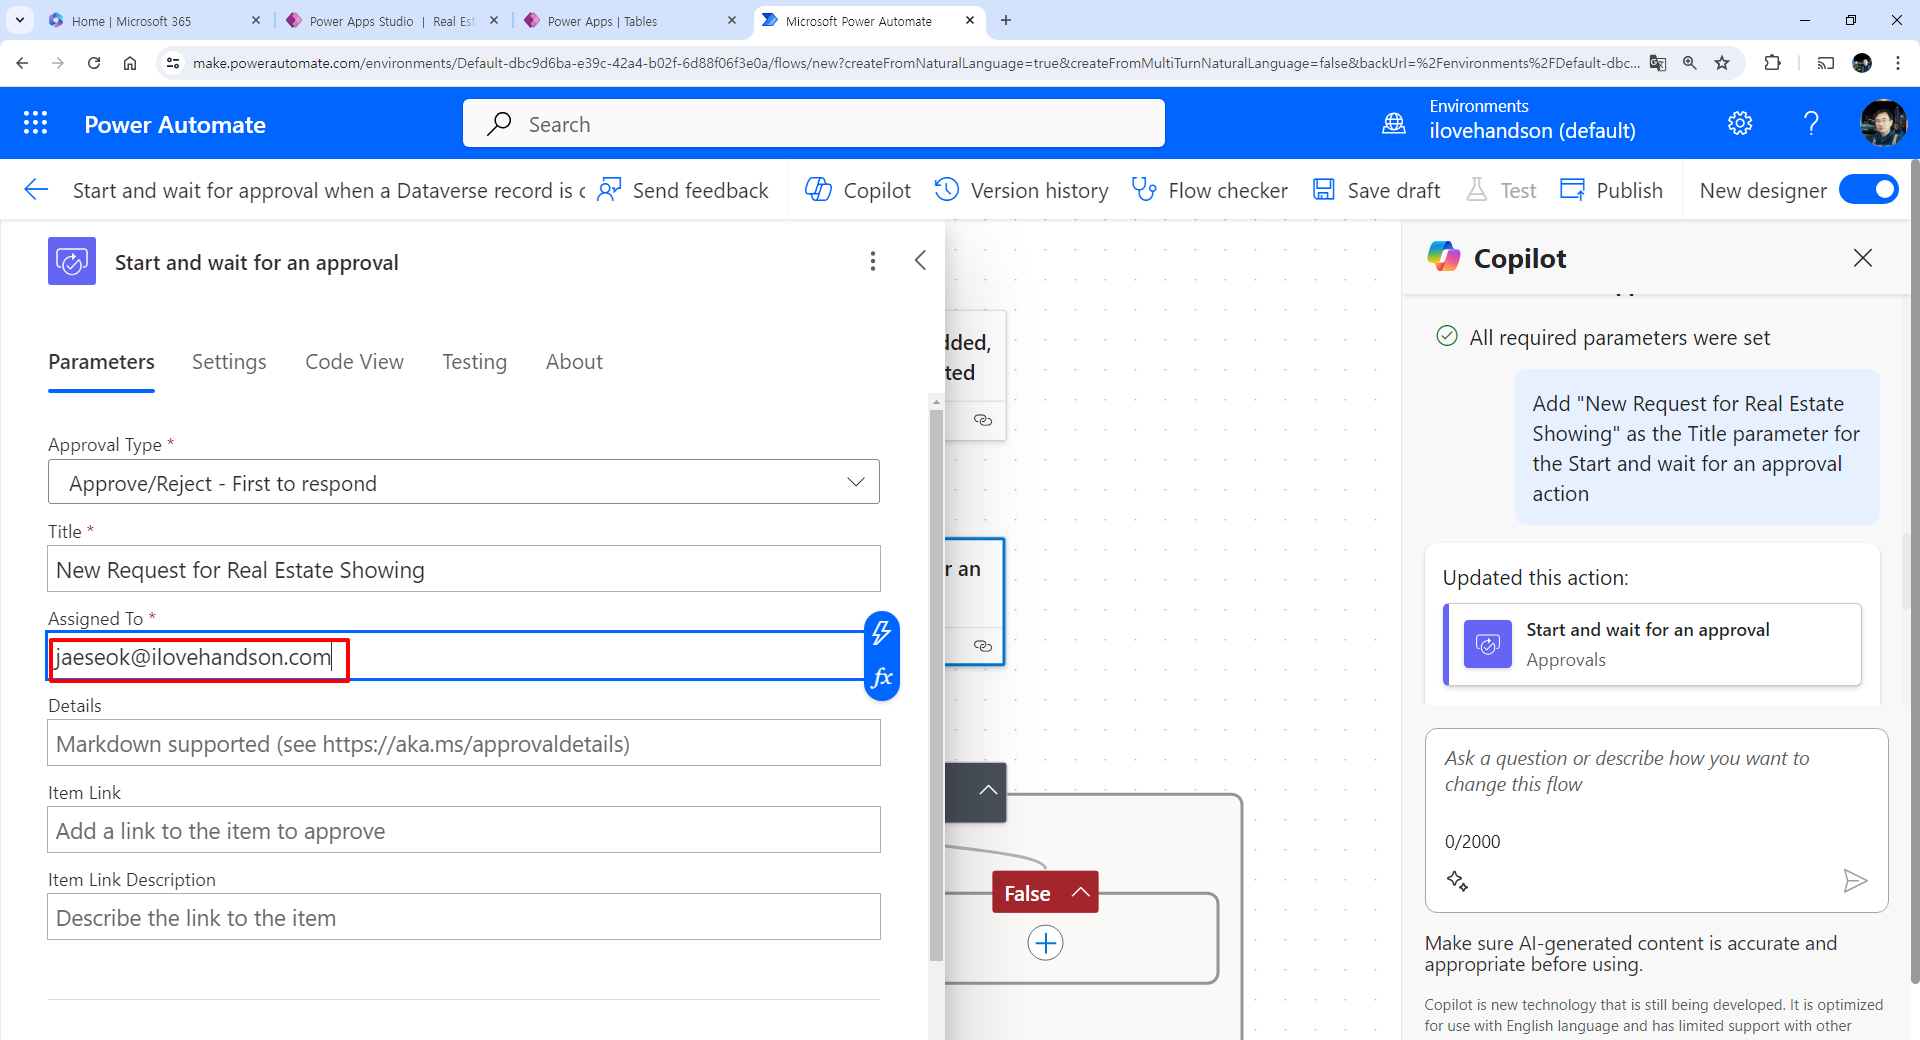 Home | Microsoft 365
Power Apps Studio | Real Est
Power Apps | Tables
Microsoft Power Automate
make.powerautomate.com/environments/Default-dbc9d6ba-e39c-42a4-b02f-6d88f06f3e0a/flows/new?createFromNaturalLanguage=true&createFromMultiTurnNaturalLanguage=false&backUrl=%2Fenvironments%2FDefault-dbc...
Power Automate
Search
Environments
ilovehandson (default)
Start and wait for approval when a Dataverse record is c
Send feedback
Copilot
Version history
Flow checker
Save draft
Test
Publish
New designer
Start and wait for an approval
Parameters
Settings
Code View
Testing
About
Approval Type *
Approve/Reject - First to respond
Title *
New Request for Real Estate Showing
Assigned To *
jaeseok@ilovehandson.com
fx
Details
Markdown supported (see https://aka.ms/approvaldetails)
Item Link
Add a link to the item to approve
Item Link Description
Describe the link to the item
dded,
ted
r an
False
Copilot
All required parameters were set
Add "New Request for Real Estate
Showing" as the Title parameter for
the Start and wait for an approval
action
Updated this action:
Start and wait for an approval
Approvals
Ask a question or describe how you want to
change this flow
0/2000
Make sure AI-generated content is accurate and
appropriate before using.
Copilot is new technology that is still being developed. It is optimized
for use with English language and has limited support with other